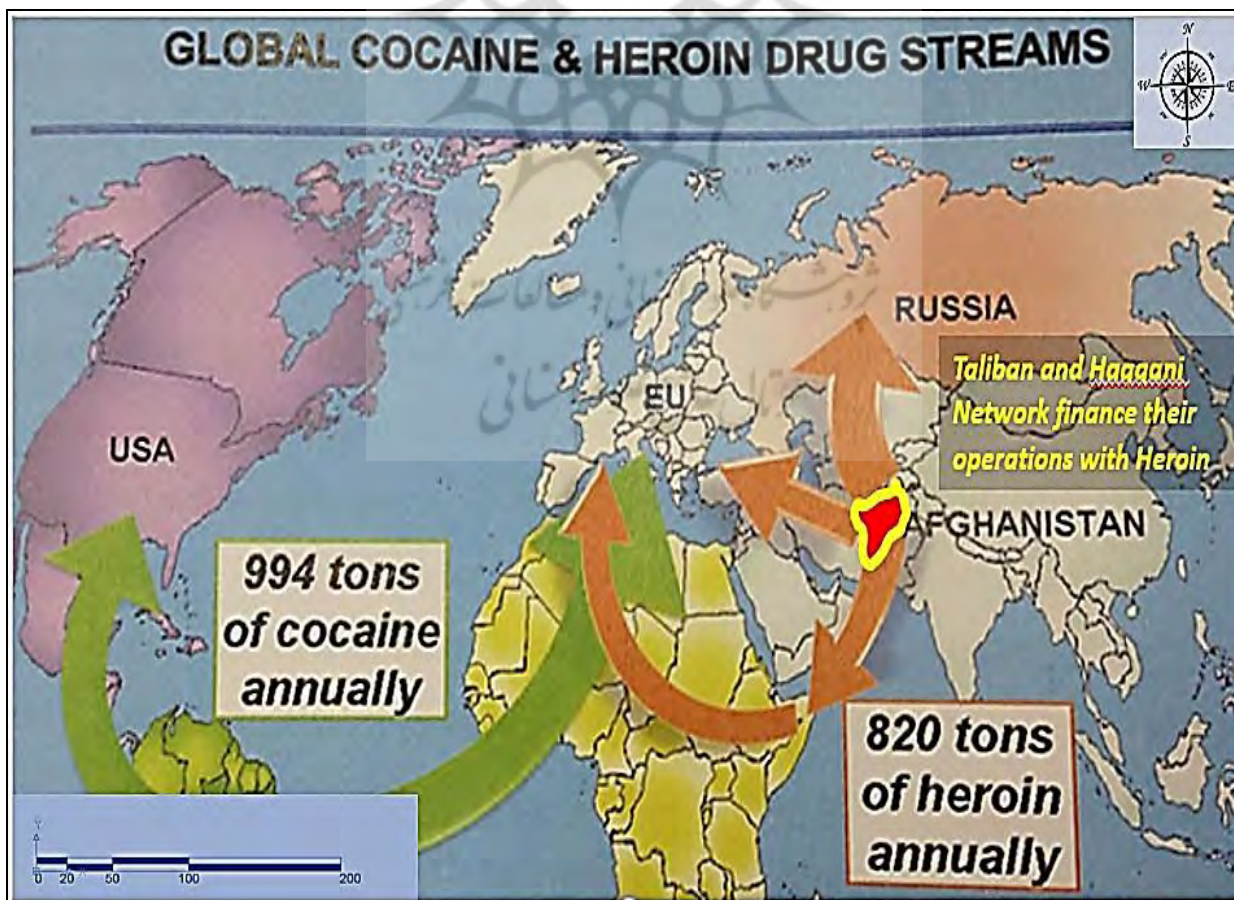 GLOBAL COCAINE & HEROIN DRUG STREAMS
N
W
E
S
RUSSIA
Taliban and Haqqani
Network finance their
operations with Heroin
EU
USA
AFGHANISTAN
994 tons
of cocaine
annually
820 tons
of heroin
annually
Y
0 20 50 100 200